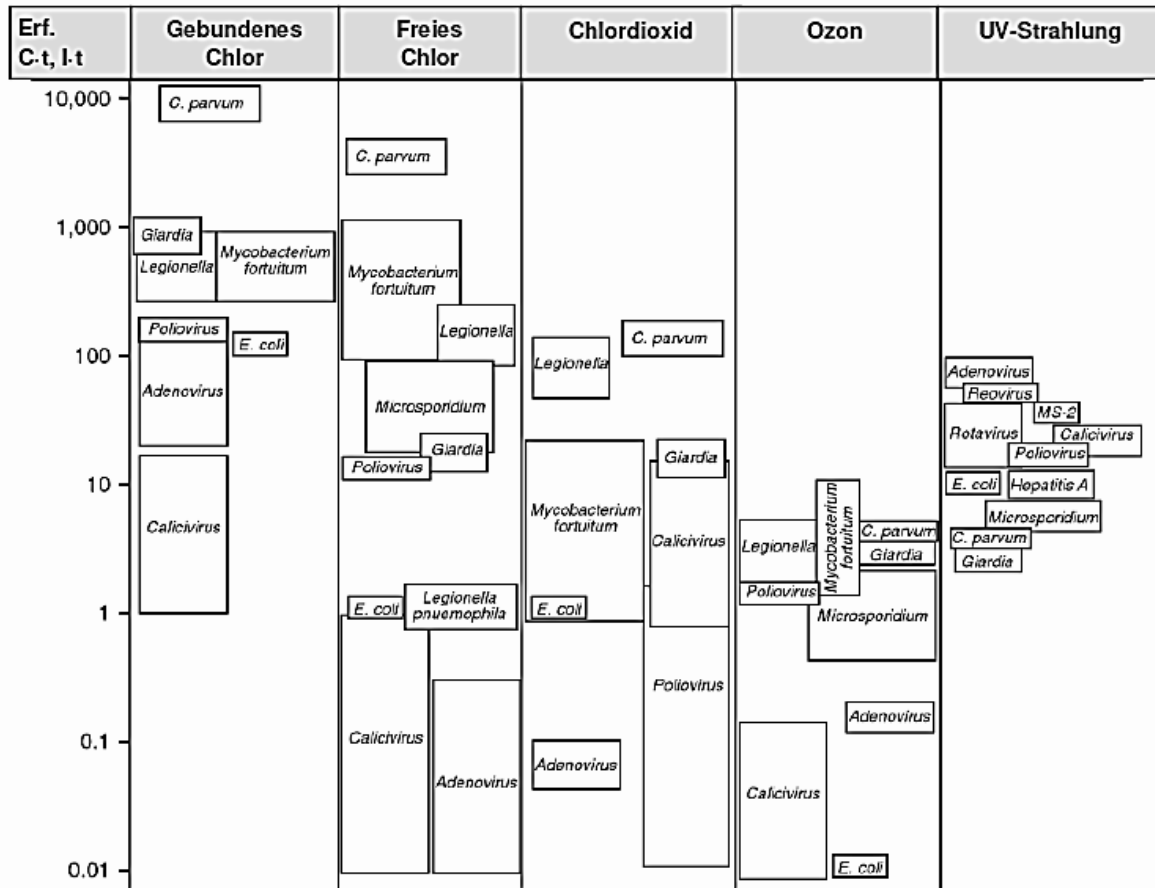 Erf.
C·t, I·t
Gebundenes
Chlor
Freies
Chlor
Chlordioxid
Ozon
UV-Strahlung
10,000
1,000
100
10
1
0.1
0.01
C. parvum
Giardia
Legionella
Mycobacterium
fortuitum
Poliovirus
E. coli
Adenovirus
Calicivirus
C. parvum
Mycobacterium
fortuitum
Legionella
Microsporidium
Giardia
Poliovirus
E. coli
Legionella
pnuemophila
Calicivirus
Adenovirus
C. parvum
Legionella
Giardia
Mycobacterium
fortuitum
Calicivirus
E. coli
Poliovirus
Adenovirus
Mycobacterium
fortuitum
Legionella
C. parvum
Giardia
Poliovirus
Microsporidium
Adenovirus
Calicivirus
E. coli
Adenovirus
Reovirus
MS-2
Rotavirus
Calicivirus
Poliovirus
E. coli
Hepatitis A
Microsporidium
C. parvum
Giardia